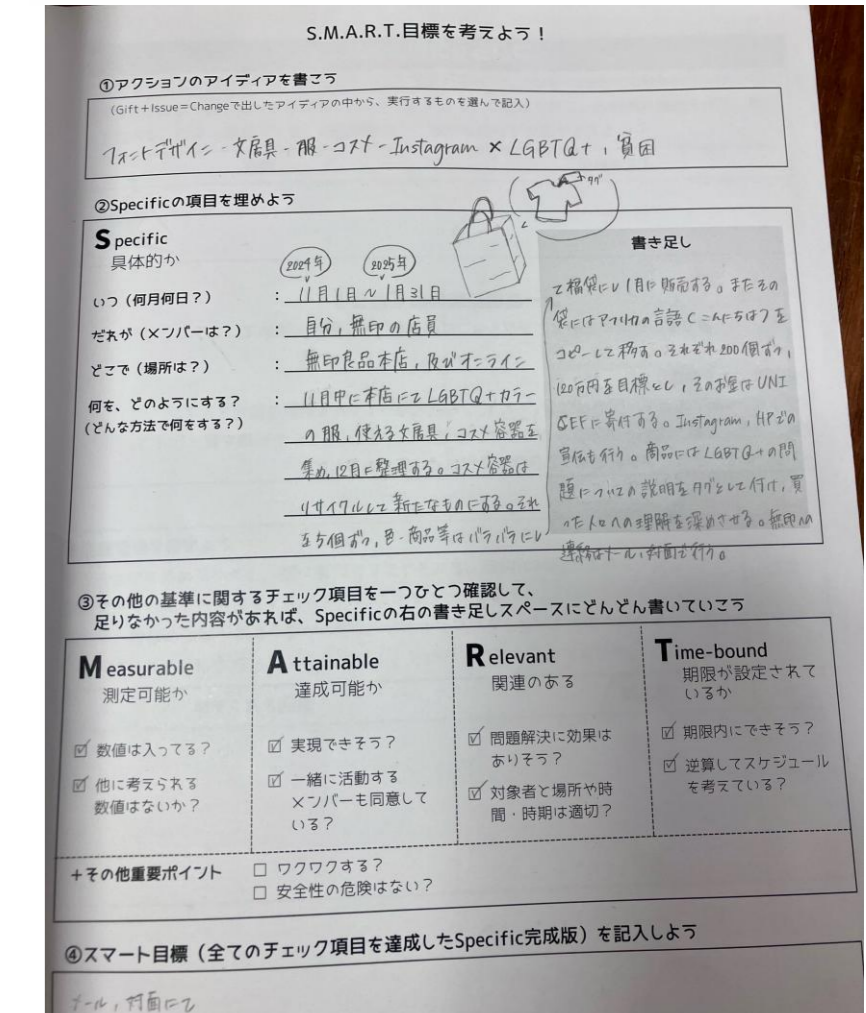 S.M.A.R.T.目標を考えよう！
①アクションのアイディアを書こう
(Gift+Issue=Changeで出したアイディアの中から、実行するものを選んで記入)
フォントデザイン-文房具-服-コスメ-Instagram × LGBTQ+，貧困
②Specificの項目を埋めよう
タグ
Specific
具体的か
2024年 2025年
いつ（何月何日？）
: 11月1日～1月31日
だれが（メンバーは？）
: 自分，無印の店員
どこで（場所は？）
: 無印良品本店，及びオンライン
何を、どのようにする？
（どんな方法で何をする？）
: 11月中に本店にてLGBTQ+カラー
の服，使える文房具，コスメ容器を
集め，12月に整理する。コスメ容器は
リサイクルして新たなものにする。それ
を5個ずつ，色・商品等はバラバラにし
書き足し
て福袋にし1月に販売する。またその
袋にはアフリカの言語（こんにちは）を
コピーして移す。それぞれ200個ずつ，
120万円を目標とし，そのお金はUNI
CEFに寄付する。Instagram，HPでの
宣伝も行う。商品にはLGBTQ+の問
題についての説明をタグとして付け，買
った人の理解を深めさせる。無印への
連絡はメール，対面で行う。
③その他の基準に関するチェック項目を一つひとつ確認して、
足りなかった内容があれば、Specificの右の書き足しスペースにどんどん書いていこう
Measurable
測定可能か
☑ 数値は入ってる？
☑ 他に考えられる
数値はないか？
Attainable
達成可能か
☑ 実現できそう？
☑ 一緒に活動する
メンバーも同意して
いる？
Relevant
関連のある
☑ 問題解決に効果は
ありそう？
☑ 対象者と場所や時
間・時期は適切？
Time-bound
期限が設定されて
いるか
☑ 期限内にできそう？
☑ 逆算してスケジュール
を考えている？
+その他重要ポイント
□ ワクワクする？
□ 安全性の危険はない？
④スマート目標（全てのチェック項目を達成したSpecific完成版）を記入しよう
メール，対面にて